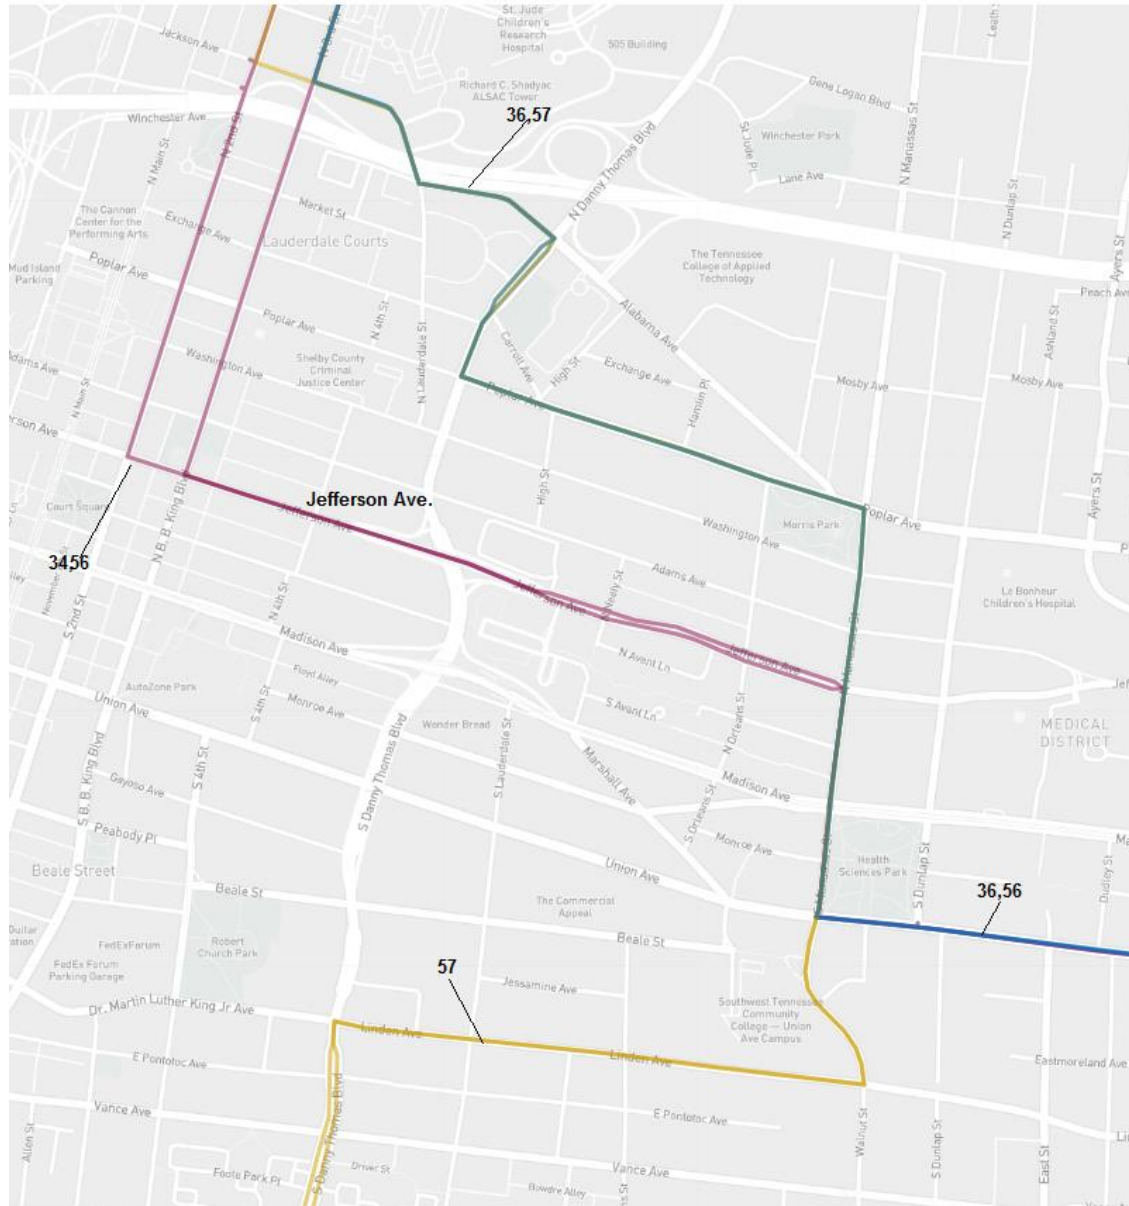 St. Jude
Children's
Research
Hospital
505 Building
Leath St
N 3rd St
Jackson Ave
Richard C. Shadyac
ALSAC Tower
Gene Logan Blvd
36,57
Winchester Ave
N 2nd St
N Main St
St Jude Pl
Winchester Park
N Manassas St
N Danny Thomas Blvd
Lane Ave
N Dunlap St
Market St
The Cannon
Center for the
Performing Arts
Exchange Ave
Lauderdale Courts
Ayers St
Mud Island
Parking
Poplar Ave
The Tennessee
College of Applied
Technology
Peach Ave
N 4th St
Poplar Ave
N Lauderdale St
Alabama Ave
Ashland St
Adams Ave
Washington Ave
Shelby County
Criminal
Justice Center
Carroll Ave
High St
Exchange Ave
Mosby Ave
Mosby Ave
N Main St
Poplar Ave
Hamlin Pl
erson Ave
High St
Ayers St
Court Square
N B. B. King Blvd
Jefferson Ave.
Jefferson Ave
Washington Ave
Morris Park
Poplar Ave
34,56
Adams Ave
Le Bonheur
Children's Hospital
November
S 2nd St
N 4th St
Jefferson Ave
N Neely St
Madison Ave
N Avent Ln
Jefferson Ave
Floyd Alley
AutoZone Park
S 4th St
Monroe Ave
S Avent Ln
N Orleans St
MEDICAL
DISTRICT
Union Ave
Wonder Bread
S Lauderdale St
S B. B. King Blvd
S 4th St
S Danny Thomas Blvd
Marshall Ave
Madison Ave
Gayoso Ave
S Orleans St
Peabody Pl
Monroe Ave
Health
Sciences Park
S Dunlap St
Dudley St
Beale Street
Union Ave
36,56
Beale St
The Commercial
Appeal
Beale St
FedExForum
Robert
Church Park
FedEx Forum
Parking Garage
57
Jessamine Ave
Dr. Martin Luther King Jr Ave
Southwest Tennessee
Community
College — Union
Ave Campus
Linden Ave
Linden Ave
E Pontotoc Ave
Eastmoreland Ave
Vance Ave
E Pontotoc Ave
Allen St
S Danny Thomas Blvd
Walnut St
S Dunlap St
East St
Foote Park Pl
Driver St
Vance Ave
Bowdre Alley